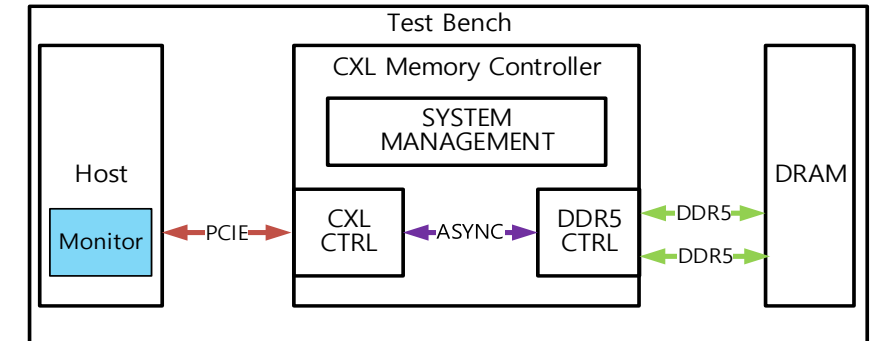 Test Bench
CXL Memory Controller
SYSTEM
MANAGEMENT
Host
Monitor
PCIE
CXL
CTRL
ASYNC
DDR5
CTRL
DDR5
DDR5
DRAM